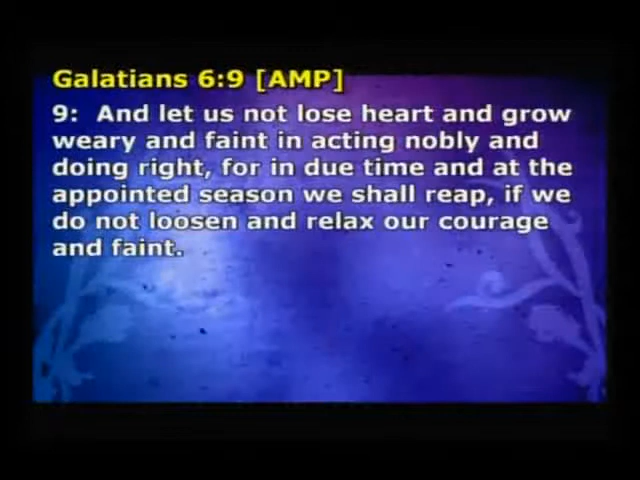 Galatians 6:9 [AMP]
9:  And let us not lose heart and grow
weary and faint in acting nobly and
doing right, for in due time and at the
appointed season we shall reap, if we
do not loosen and relax our courage
and faint.